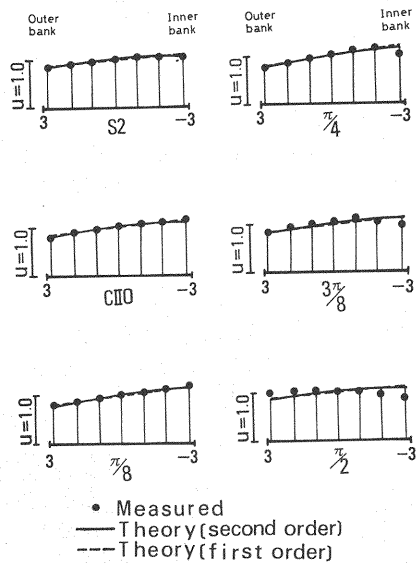 Outer bank
Inner bank
Outer bank
Inner bank
u=1.0
3
-3
S2
u=1.0
3
-3
π/4
u=1.0
3
-3
CII0
u=1.0
3
-3
3π/8
u=1.0
3
-3
π/8
u=1.0
3
-3
π/2
Measured
Theory(second order)
Theory(first order)